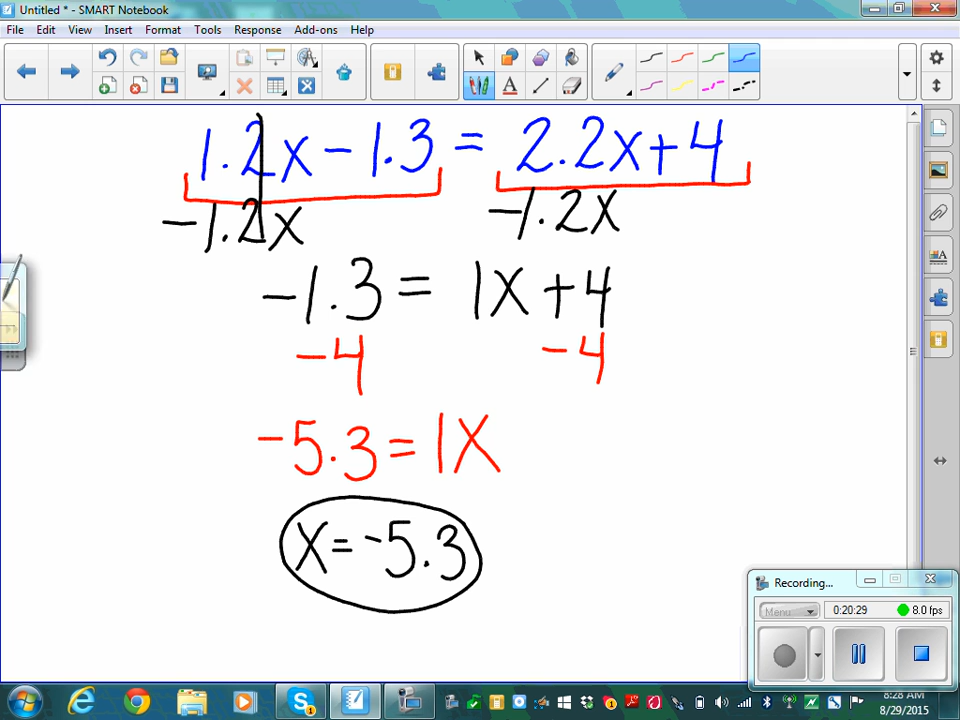 Untitled * - SMART Notebook
File Edit View Insert Format Tools Response Add-ons Help
1.2x - 1.3 = 2.2x + 4
-1.2x -1.2x
-1.3 = 1x + 4
-4 -4
-5.3 = 1x
x = -5.3
Recording...
Menu 0:20:29 8.0 fps
8:28 AM
8/29/2015